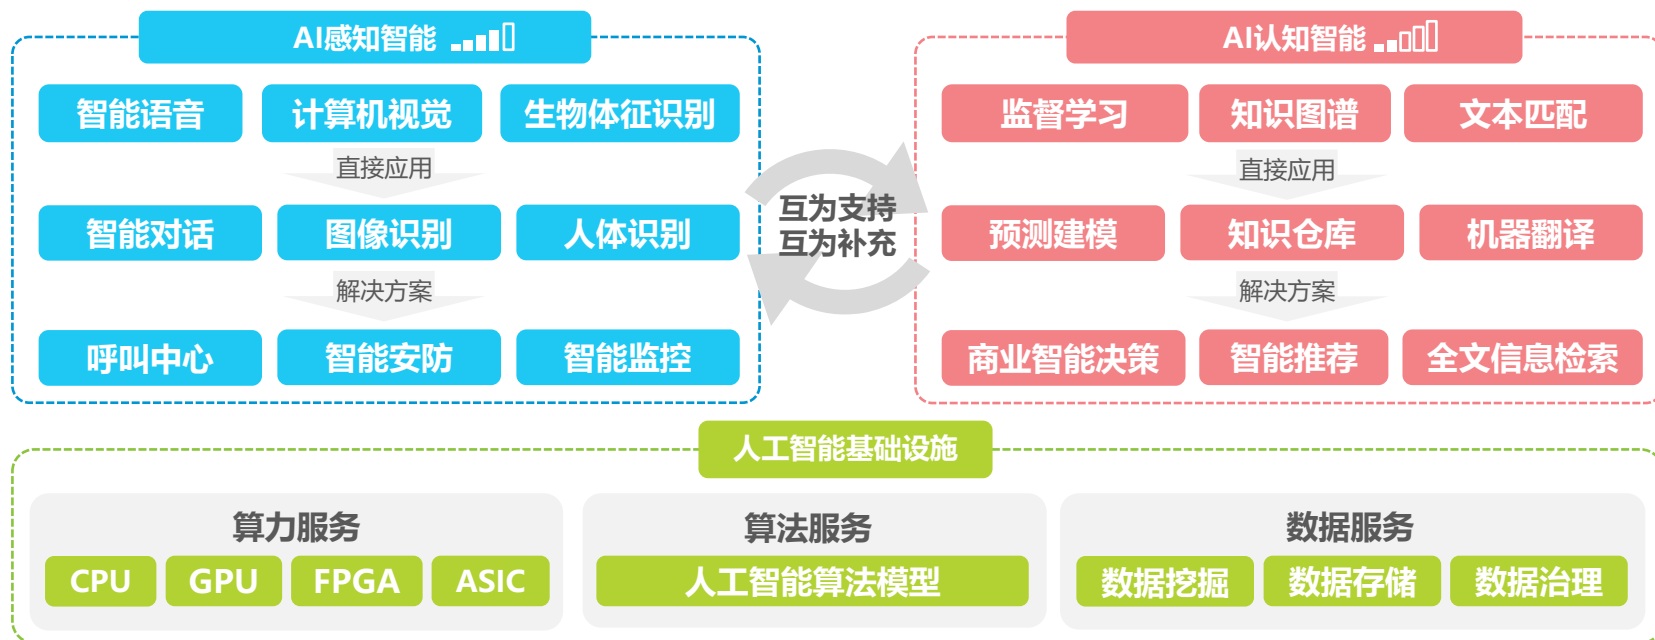 AI感知智能
智能语音 计算机视觉 生物体征识别
直接应用
智能对话 图像识别 人体识别
解决方案
呼叫中心 智能安防 智能监控
互为支持
互为补充
AI认知智能
监督学习 知识图谱 文本匹配
直接应用
预测建模 知识仓库 机器翻译
解决方案
商业智能决策 智能推荐 全文信息检索
人工智能基础设施
算力服务
CPU GPU FPGA ASIC
算法服务
人工智能算法模型
数据服务
数据挖掘 数据存储 数据治理